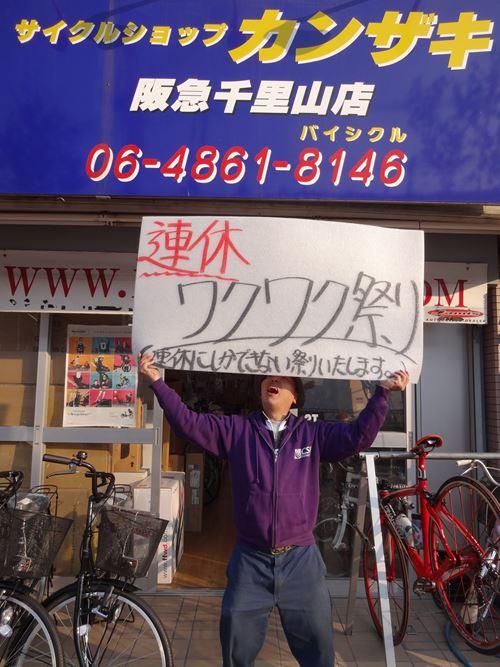 サイクルショップ カンザキ
阪急千里山店
バイシクル
06-4861-8146
連休
ワクワク祭り
(連休にしかできない祭りいたします。)
WWW.
OM